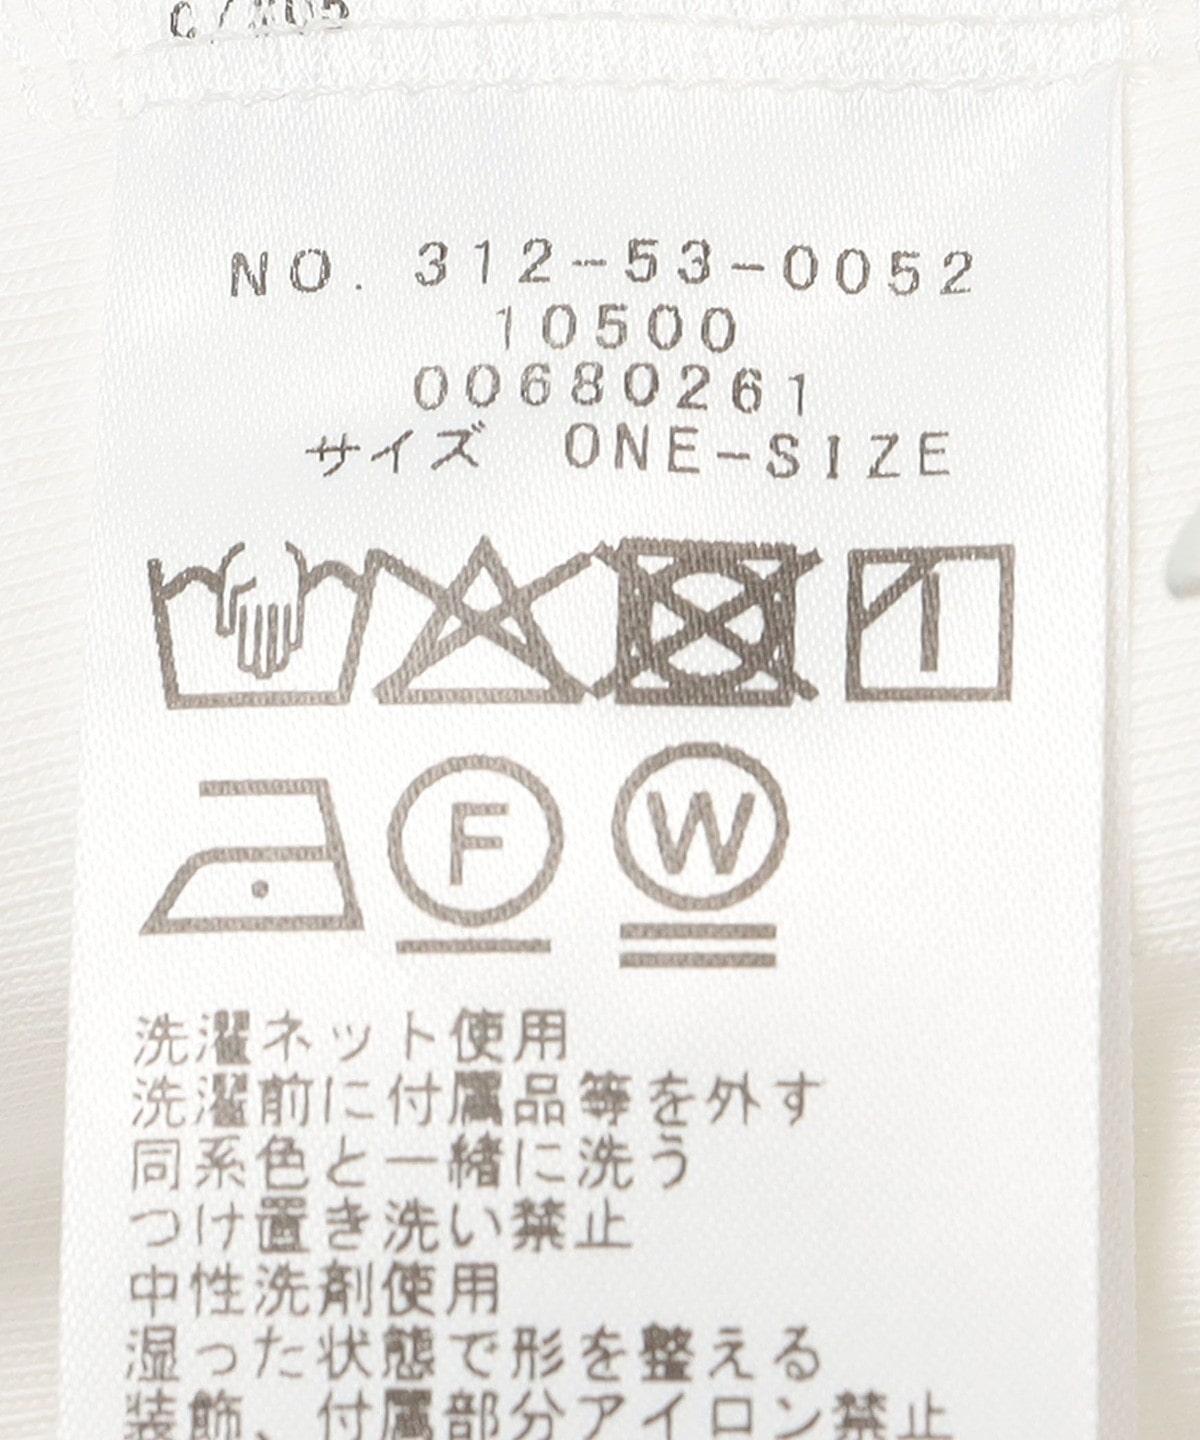 NO. 312-53-0052
10500
00680261
サイズ ONE-SIZE
F W
洗濯ネット使用
洗濯前に付属品等を外す
同系色と一緒に洗う
つけ置き洗い禁止
中性洗剤使用
湿った状態で形を整える
装飾、付属部分アイロン禁止